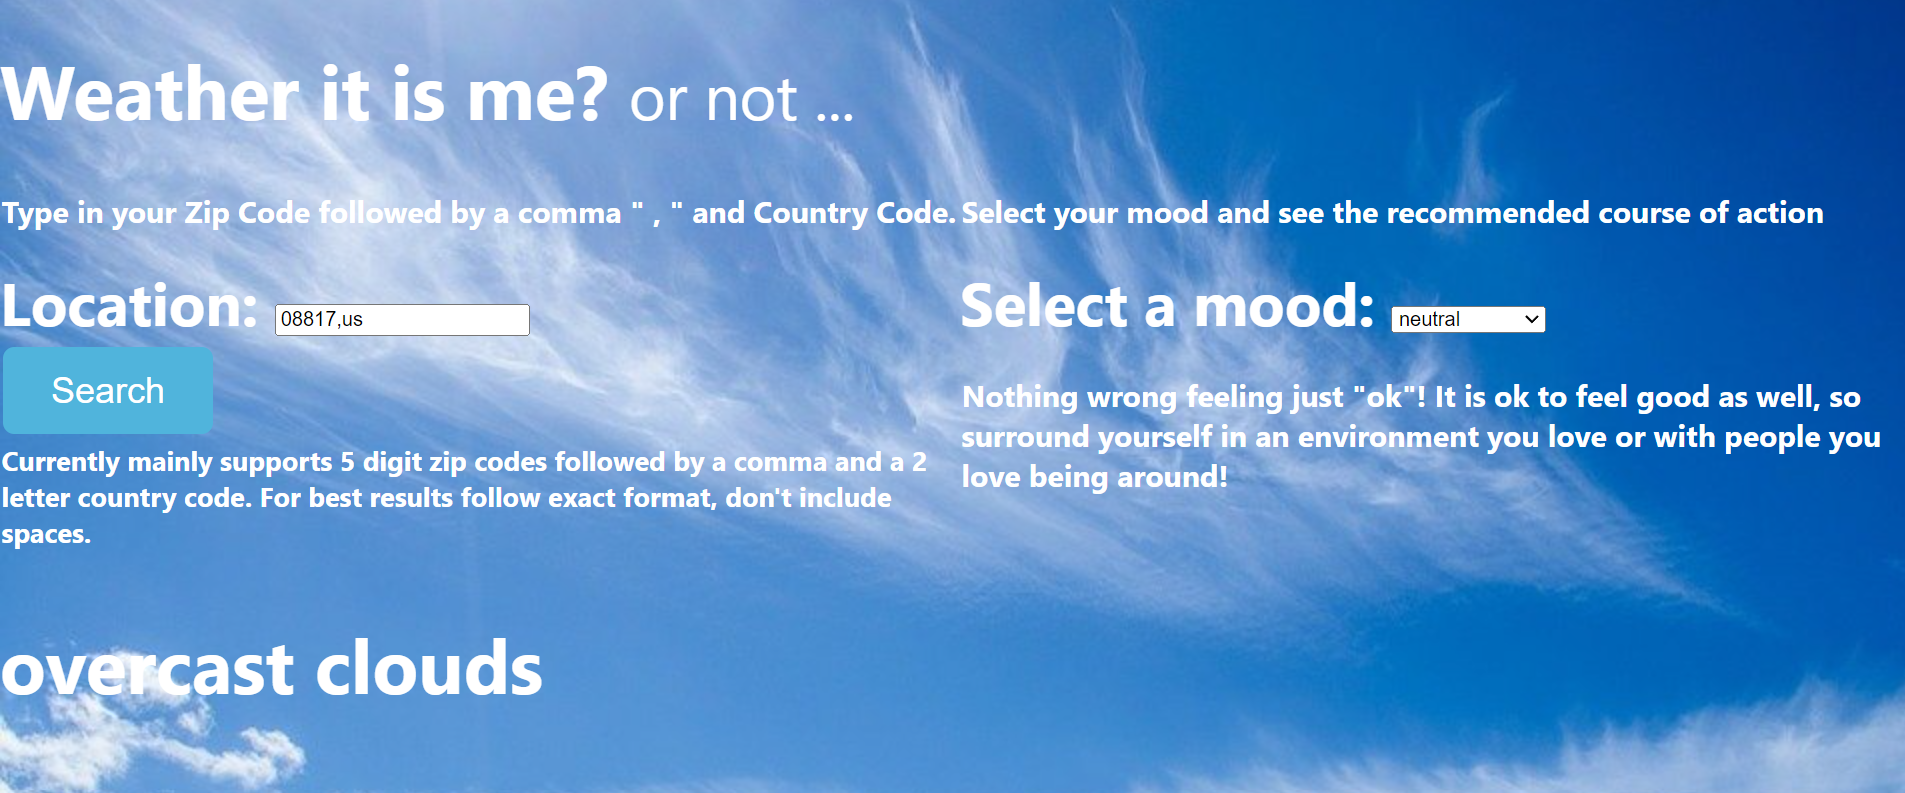 Weather it is me? or not ...
Type in your Zip Code followed by a comma " , " and Country Code.
Location: 08817,us
Search
Currently mainly supports 5 digit zip codes followed by a comma and a 2
letter country code. For best results follow exact format, don't include
spaces.
Select your mood and see the recommended course of action
Select a mood: neutral
Nothing wrong feeling just "ok"! It is ok to feel good as well, so
surround yourself in an environment you love or with people you
love being around!
overcast clouds